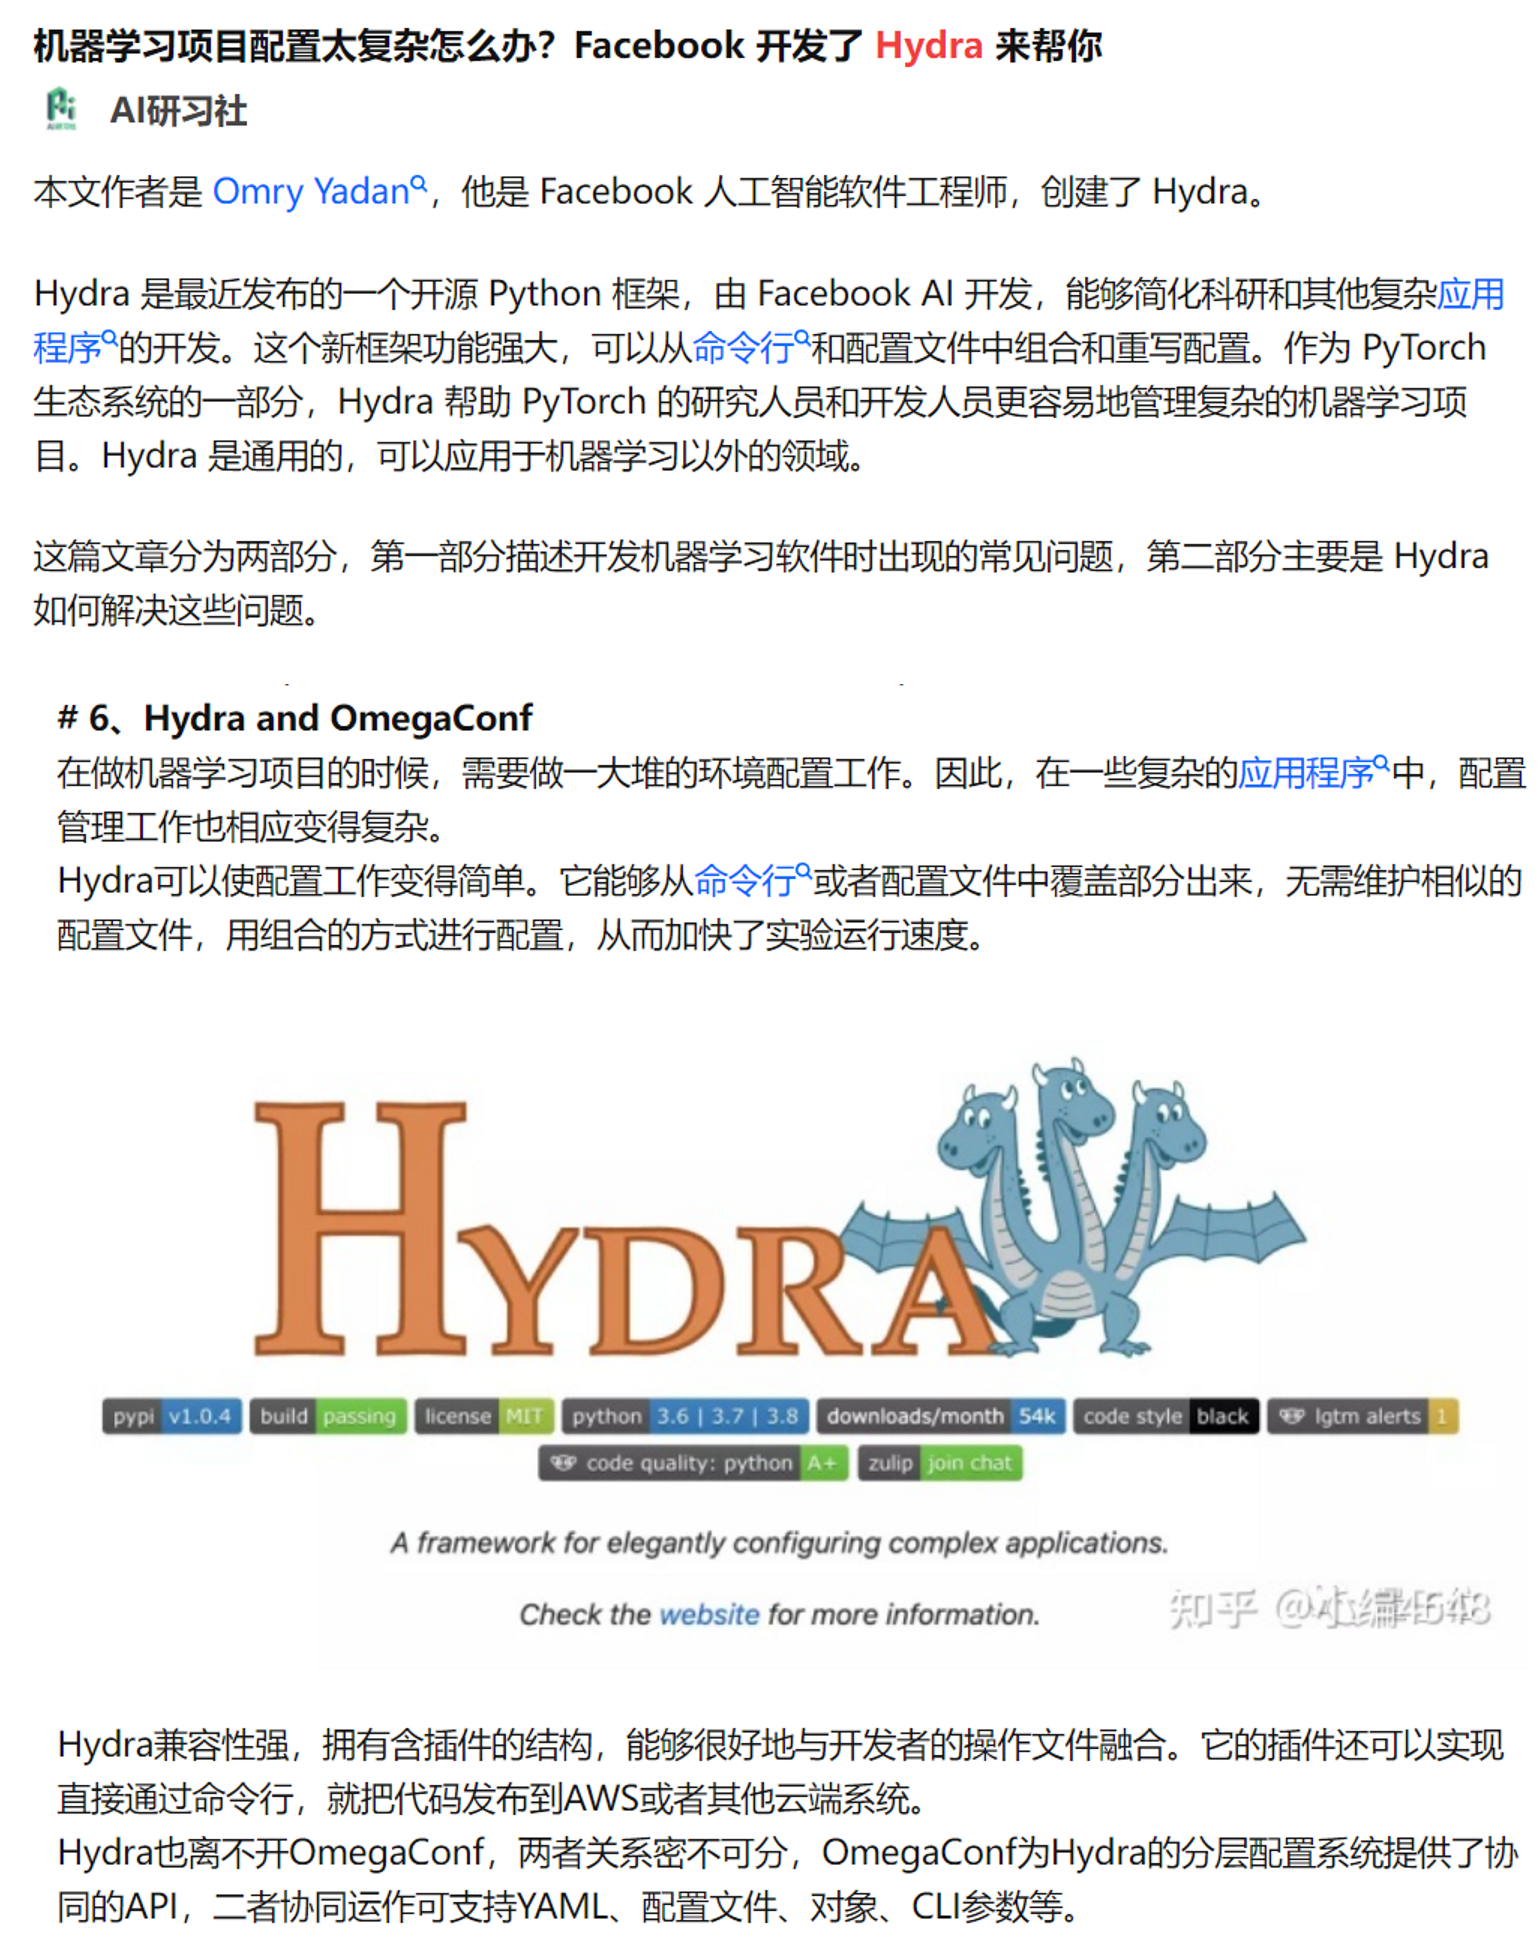 机器学习项目配置太复杂怎么办？Facebook 开发了 Hydra 来帮你
AI研习社
本文作者是 Omry Yadan，他是 Facebook 人工智能软件工程师，创建了 Hydra。
Hydra 是最近发布的一个开源 Python 框架，由 Facebook AI 开发，能够简化科研和其他复杂应用
程序的开发。这个新框架功能强大，可以从命令行和配置文件中组合和重写配置。作为 PyTorch
生态系统的一部分，Hydra 帮助 PyTorch 的研究人员和开发人员更容易地管理复杂的机器学习项
目。Hydra 是通用的，可以应用于机器学习以外的领域。
这篇文章分为两部分，第一部分描述开发机器学习软件时出现的常见问题，第二部分主要是 Hydra
如何解决这些问题。
# 6、Hydra and OmegaConf
在做机器学习项目的时候，需要做一大堆的环境配置工作。因此，在一些复杂的应用程序中，配置
管理工作也相应变得复杂。
Hydra可以使配置工作变得简单。它能够从命令行或者配置文件中覆盖部分出来，无需维护相似的
配置文件，用组合的方式进行配置，从而加快了实验运行速度。
HYDRA
pypi v1.0.4 build passing license MIT python 3.6 | 3.7 | 3.8 downloads/month 54k code style black lgtm alerts 1
code quality: python A+ zulip join chat
A framework for elegantly configuring complex applications.
Check the website for more information.
知乎
Hydra兼容性强，拥有含插件的结构，能够很好地与开发者的操作文件融合。它的插件还可以实现
直接通过命令行，就把代码发布到AWS或者其他云端系统。
Hydra也离不开OmegaConf，两者关系密不可分，OmegaConf为Hydra的分层配置系统提供了协
同的API，二者协同运作可支持YAML、配置文件、对象、CLI参数等。